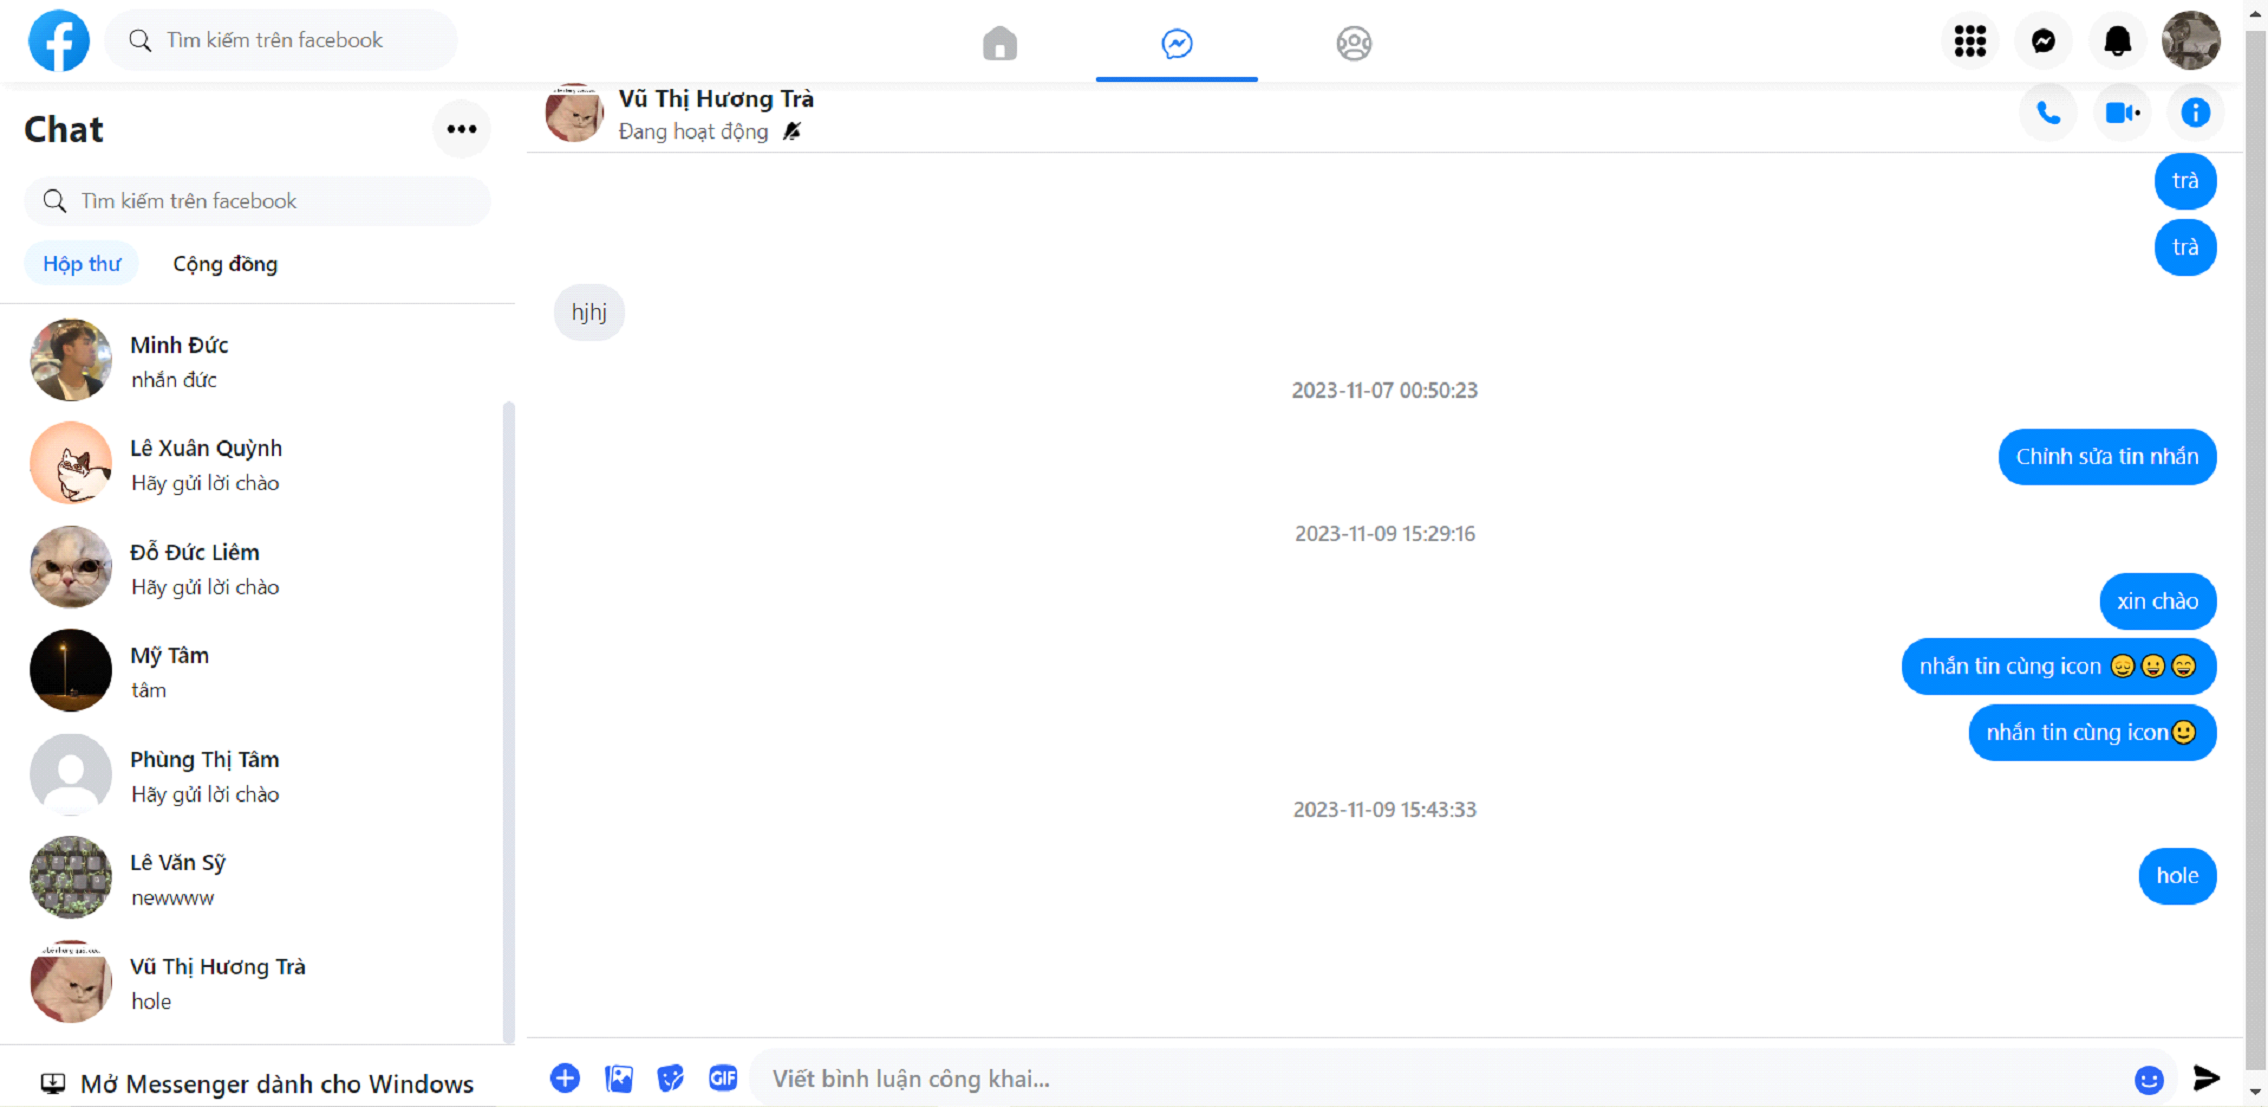 Tìm kiếm trên facebook
Chat
Tìm kiếm trên facebook
Hộp thư
Cộng đồng
Minh Đức
nhắn đức
Lê Xuân Quỳnh
Hãy gửi lời chào
Đỗ Đức Liêm
Hãy gửi lời chào
Mỹ Tâm
tâm
Phùng Thị Tâm
Hãy gửi lời chào
Lê Văn Sỹ
newwww
Vũ Thị Hương Trà
hole
Mở Messenger dành cho Windows
Vũ Thị Hương Trà
Đang hoạt động
trà
trà
hjhj
2023-11-07 00:50:23
Chỉnh sửa tin nhắn
2023-11-09 15:29:16
xin chào
nhắn tin cùng icon 😌😀😄
nhắn tin cùng icon🙂
2023-11-09 15:43:33
hole
GIF
Viết bình luận công khai...